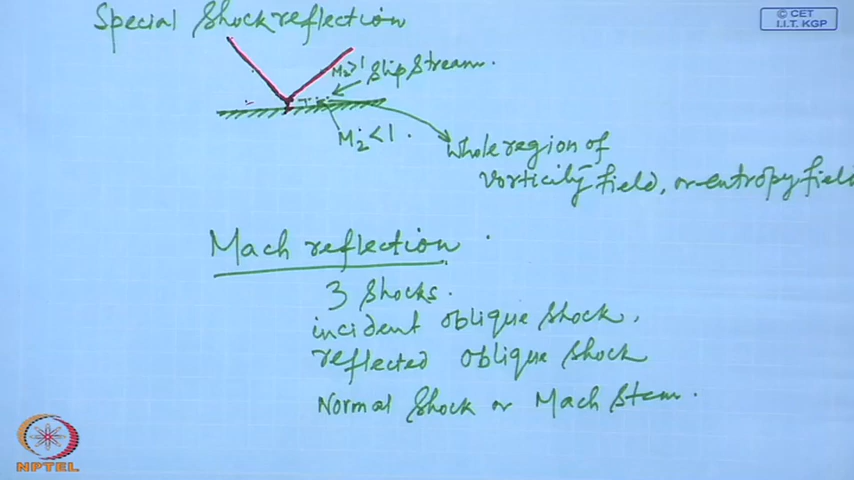 Special Shock reflection
© CET
I.I.T. KGP
M₂>1 Slip Stream.
M₂<1.
Whole region of
Vorticity field, or entropy field
Mach reflection
3 Shocks.
incident oblique shock,
reflected oblique shock
Normal Shock or Mach Stem.
NPTEL